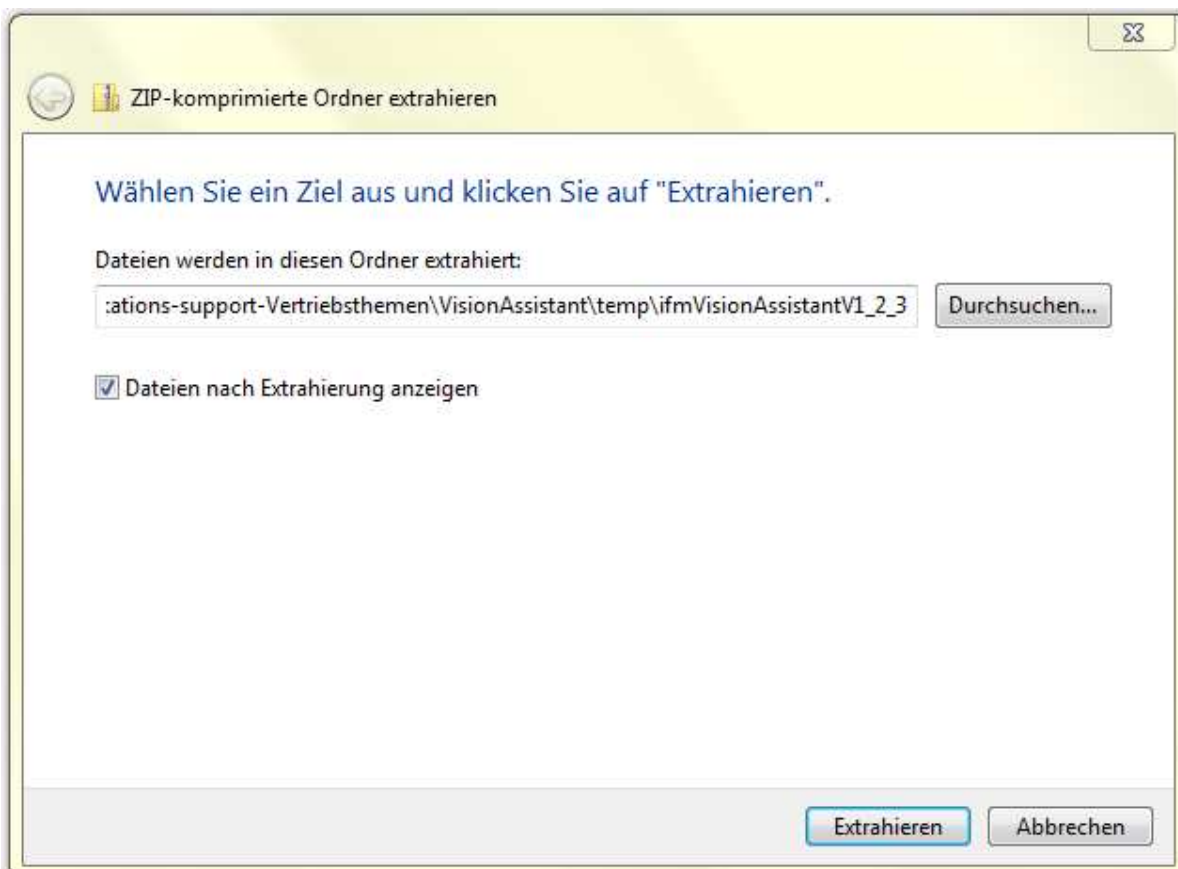 ZIP-komprimierte Ordner extrahieren
Wählen Sie ein Ziel aus und klicken Sie auf "Extrahieren".
Dateien werden in diesen Ordner extrahiert:
:ations-support-Vertriebsthemen\VisionAssistant\temp\ifmVisionAssistantV1_2_3
Durchsuchen...
Dateien nach Extrahierung anzeigen
Extrahieren
Abbrechen